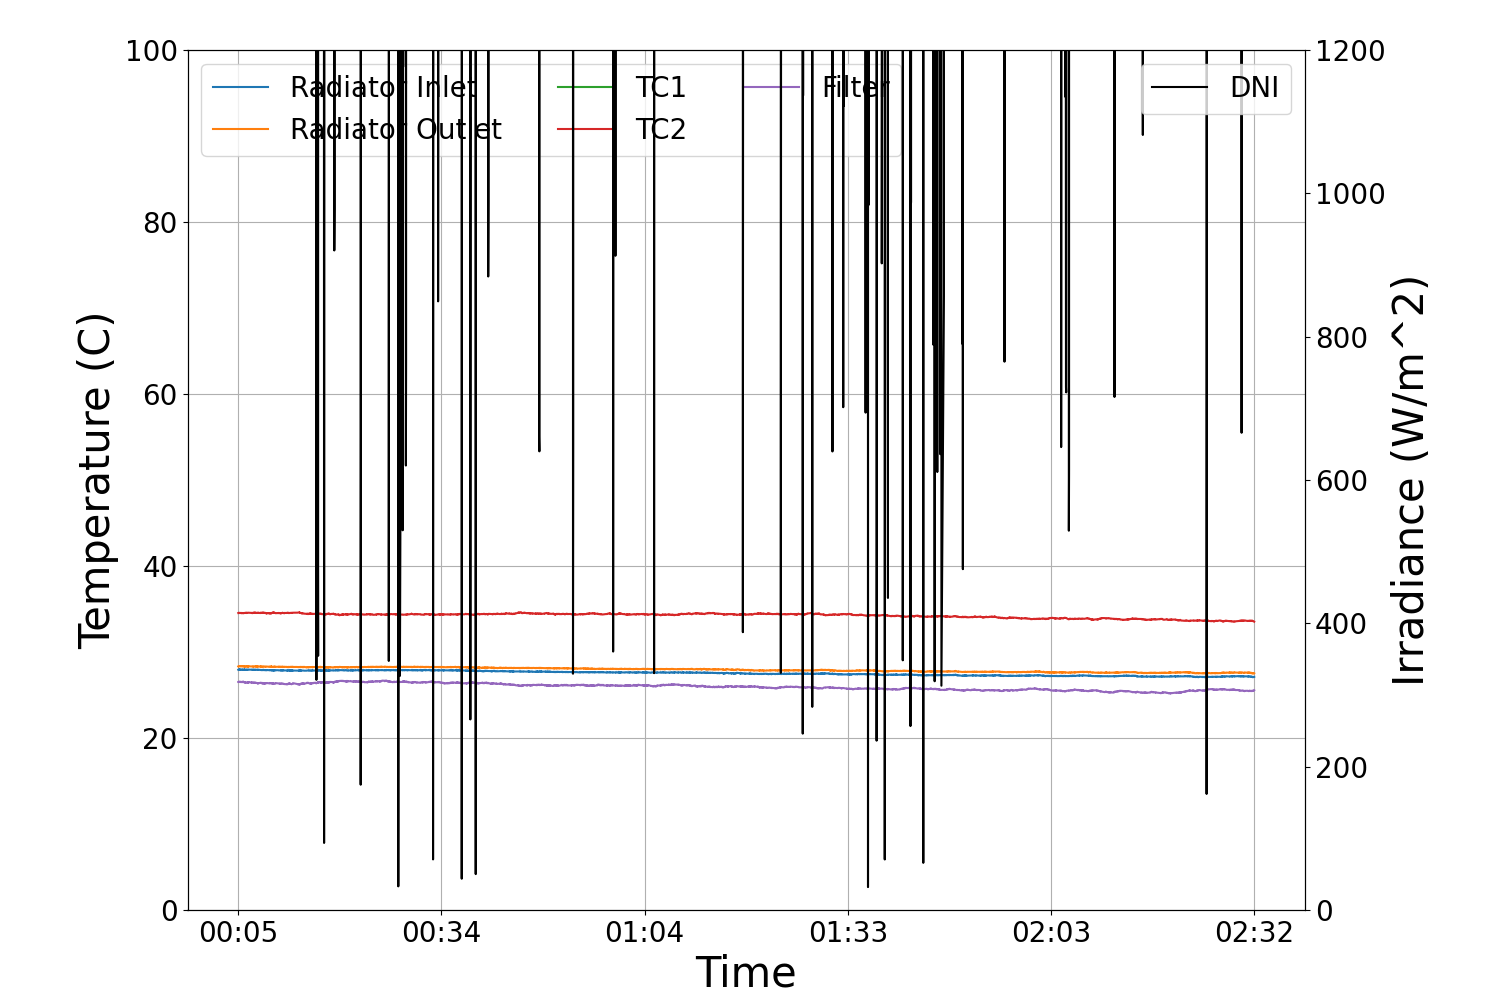 100
80
60
40
20
0
Temperature (C)
Radiator Inlet
Radiator Outlet
TC1
TC2
Filter
DNI
1200
1000
800
600
400
200
0
Irradiance (W/m^2)
00:05
00:34
01:04
01:33
02:03
02:32
Time